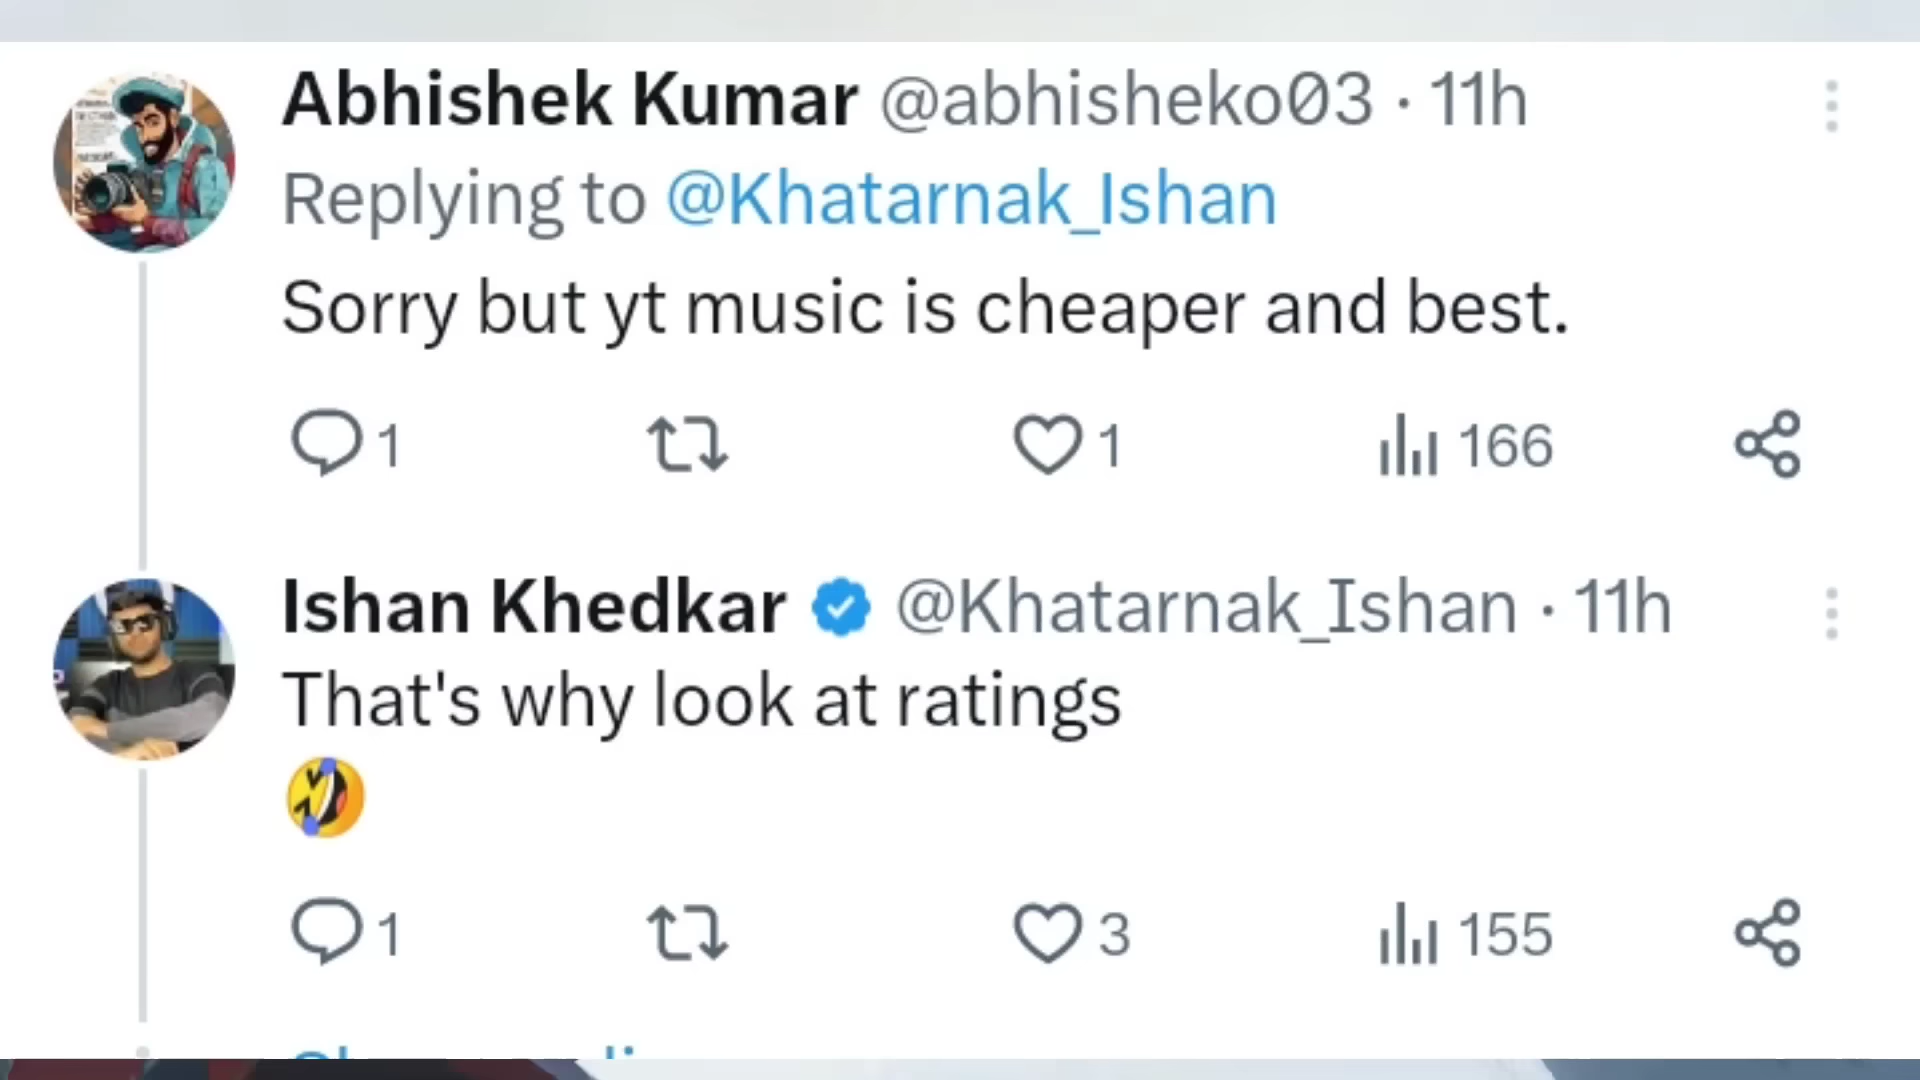 Abhishek Kumar @abhisheko03 · 11h
Replying to @Khatarnak_Ishan
Sorry but yt music is cheaper and best.
1 1 166
Ishan Khedkar @Khatarnak_Ishan · 11h
That's why look at ratings
🤣
1 3 155